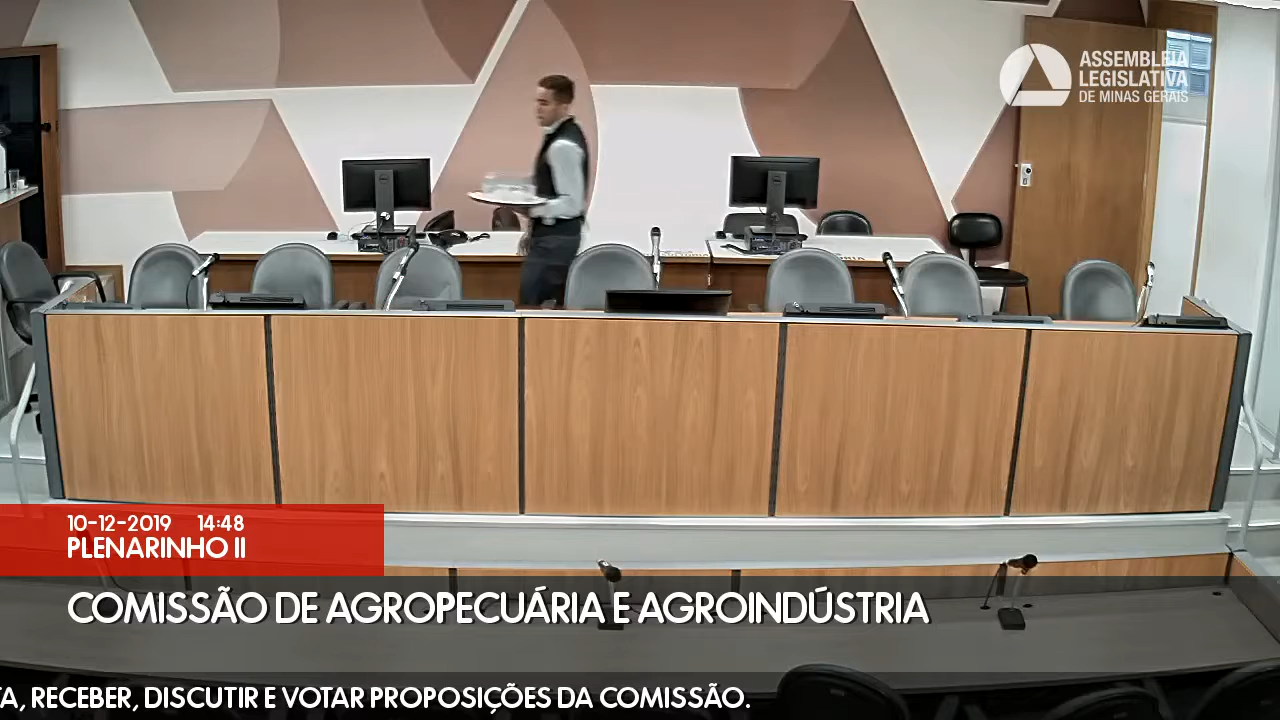 ASSEMBLEIA
LEGISLATIVA
DE MINAS GERAIS
10-12-2019 14:48
PLENARINHO II
COMISSÃO DE AGROPECUÁRIA E AGROINDÚSTRIA
TA, RECEBER, DISCUTIR E VOTAR PROPOSIÇÕES DA COMISSÃO.